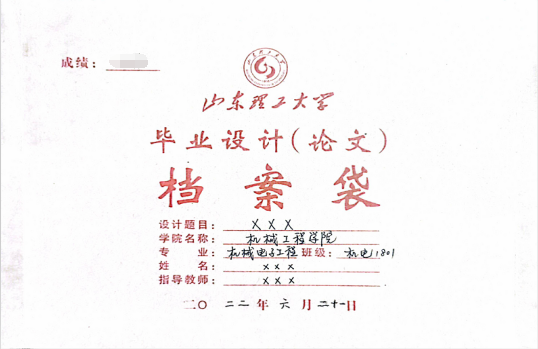 成绩：
山东理工大学
毕业设计（论文）
档案袋
设计题目：XXX
学院名称：机械工程学院
专业：机械电子工程 班级：机电1801
姓名：xxx
指导教师：xxx
二〇二二年六月二十一日